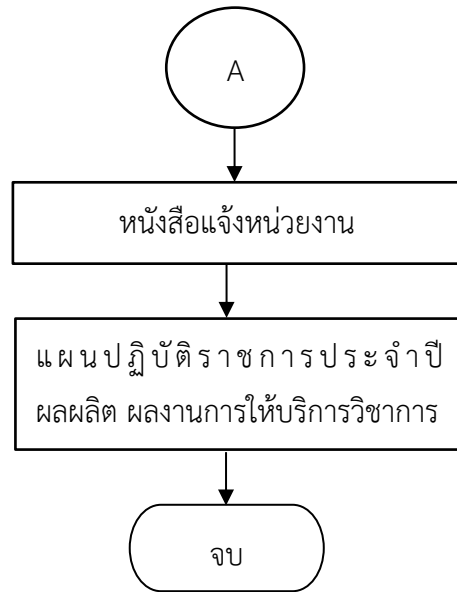 A
หนังสือแจ้งหน่วยงาน
แผนปฏิบัติราชการประจำปี
ผลผลิต ผลงานการให้บริการวิชาการ
จบ